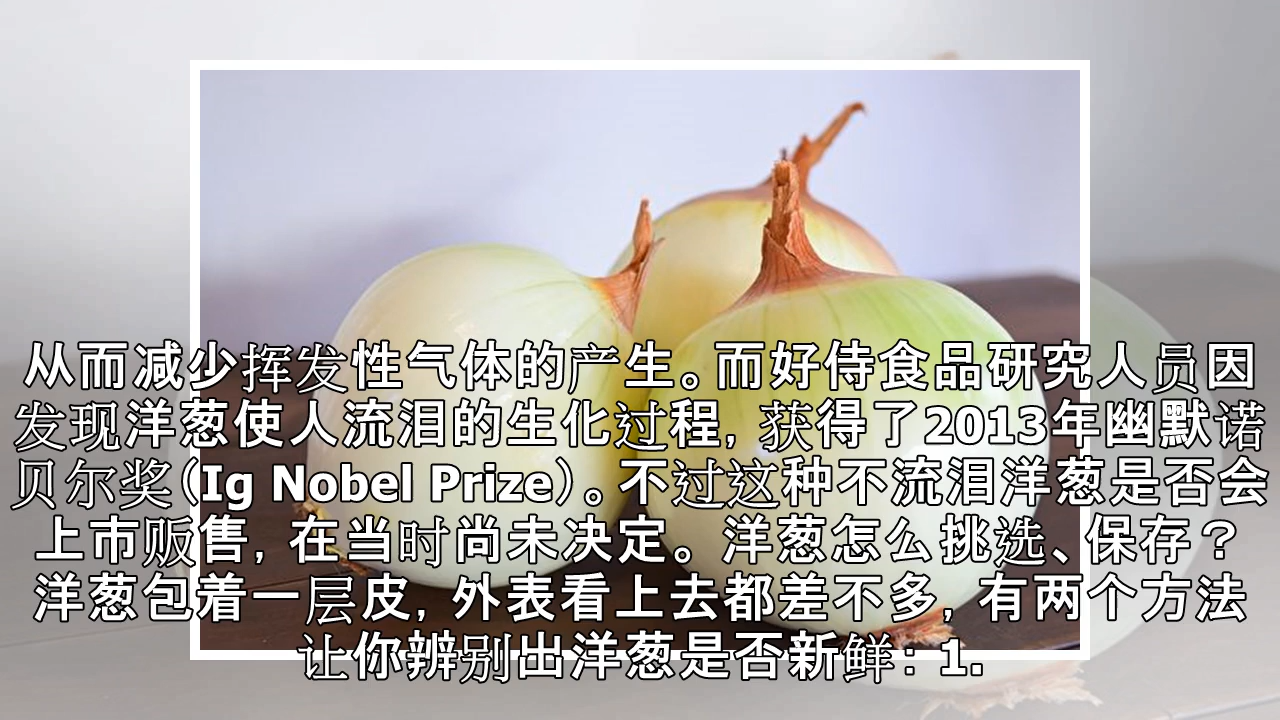 从而减少挥发性气体的产生。而好侍食品研究人员因
发现洋葱使人流泪的生化过程,获得了2013年幽默诺
贝尔奖(Ig Nobel Prize)。不过这种不流泪洋葱是否会
上市贩售,在当时尚未决定。洋葱怎么挑选、保存?
洋葱包着一层皮,外表看上去都差不多,有两个方法
让你辨别出洋葱是否新鲜:1.